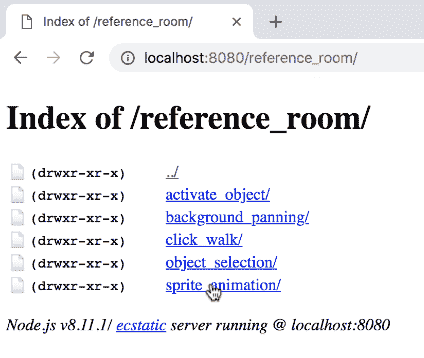 Index of /reference_room/
localhost:8080/reference_room/
Index of /reference_room/
(drwxr-xr-x) ../
(drwxr-xr-x) activate_object/
(drwxr-xr-x) background_panning/
(drwxr-xr-x) click_walk/
(drwxr-xr-x) object_selection/
(drwxr-xr-x) sprite_animation/
Node.js v8.11.1/ ecstatic server running @ localhost:8080